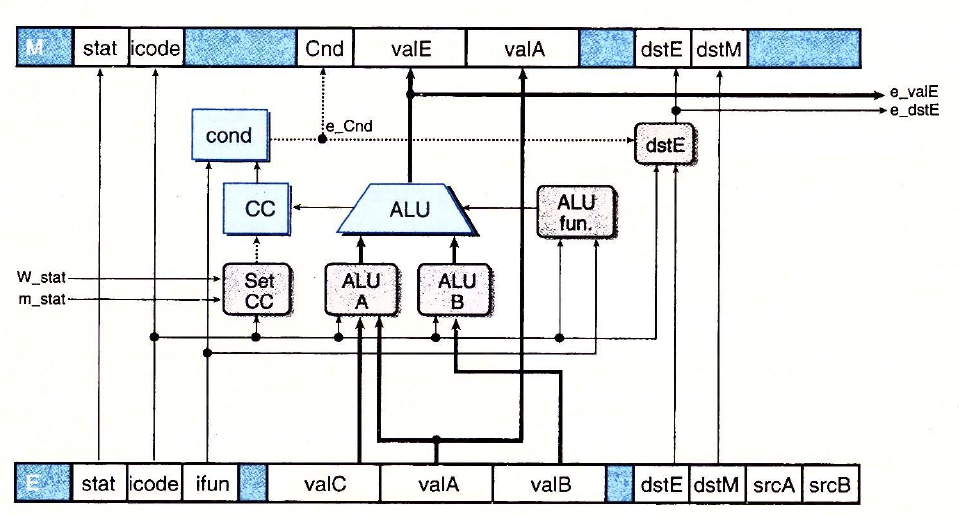 M stat icode Cnd valE valA dstE dstM
e_valE
e_dstE
e_Cnd
cond
dstE
CC
ALU
ALU
fun.
W_stat
m_stat
Set
CC
ALU
A
ALU
B
E stat icode ifun valC valA valB dstE dstM srcA srcB